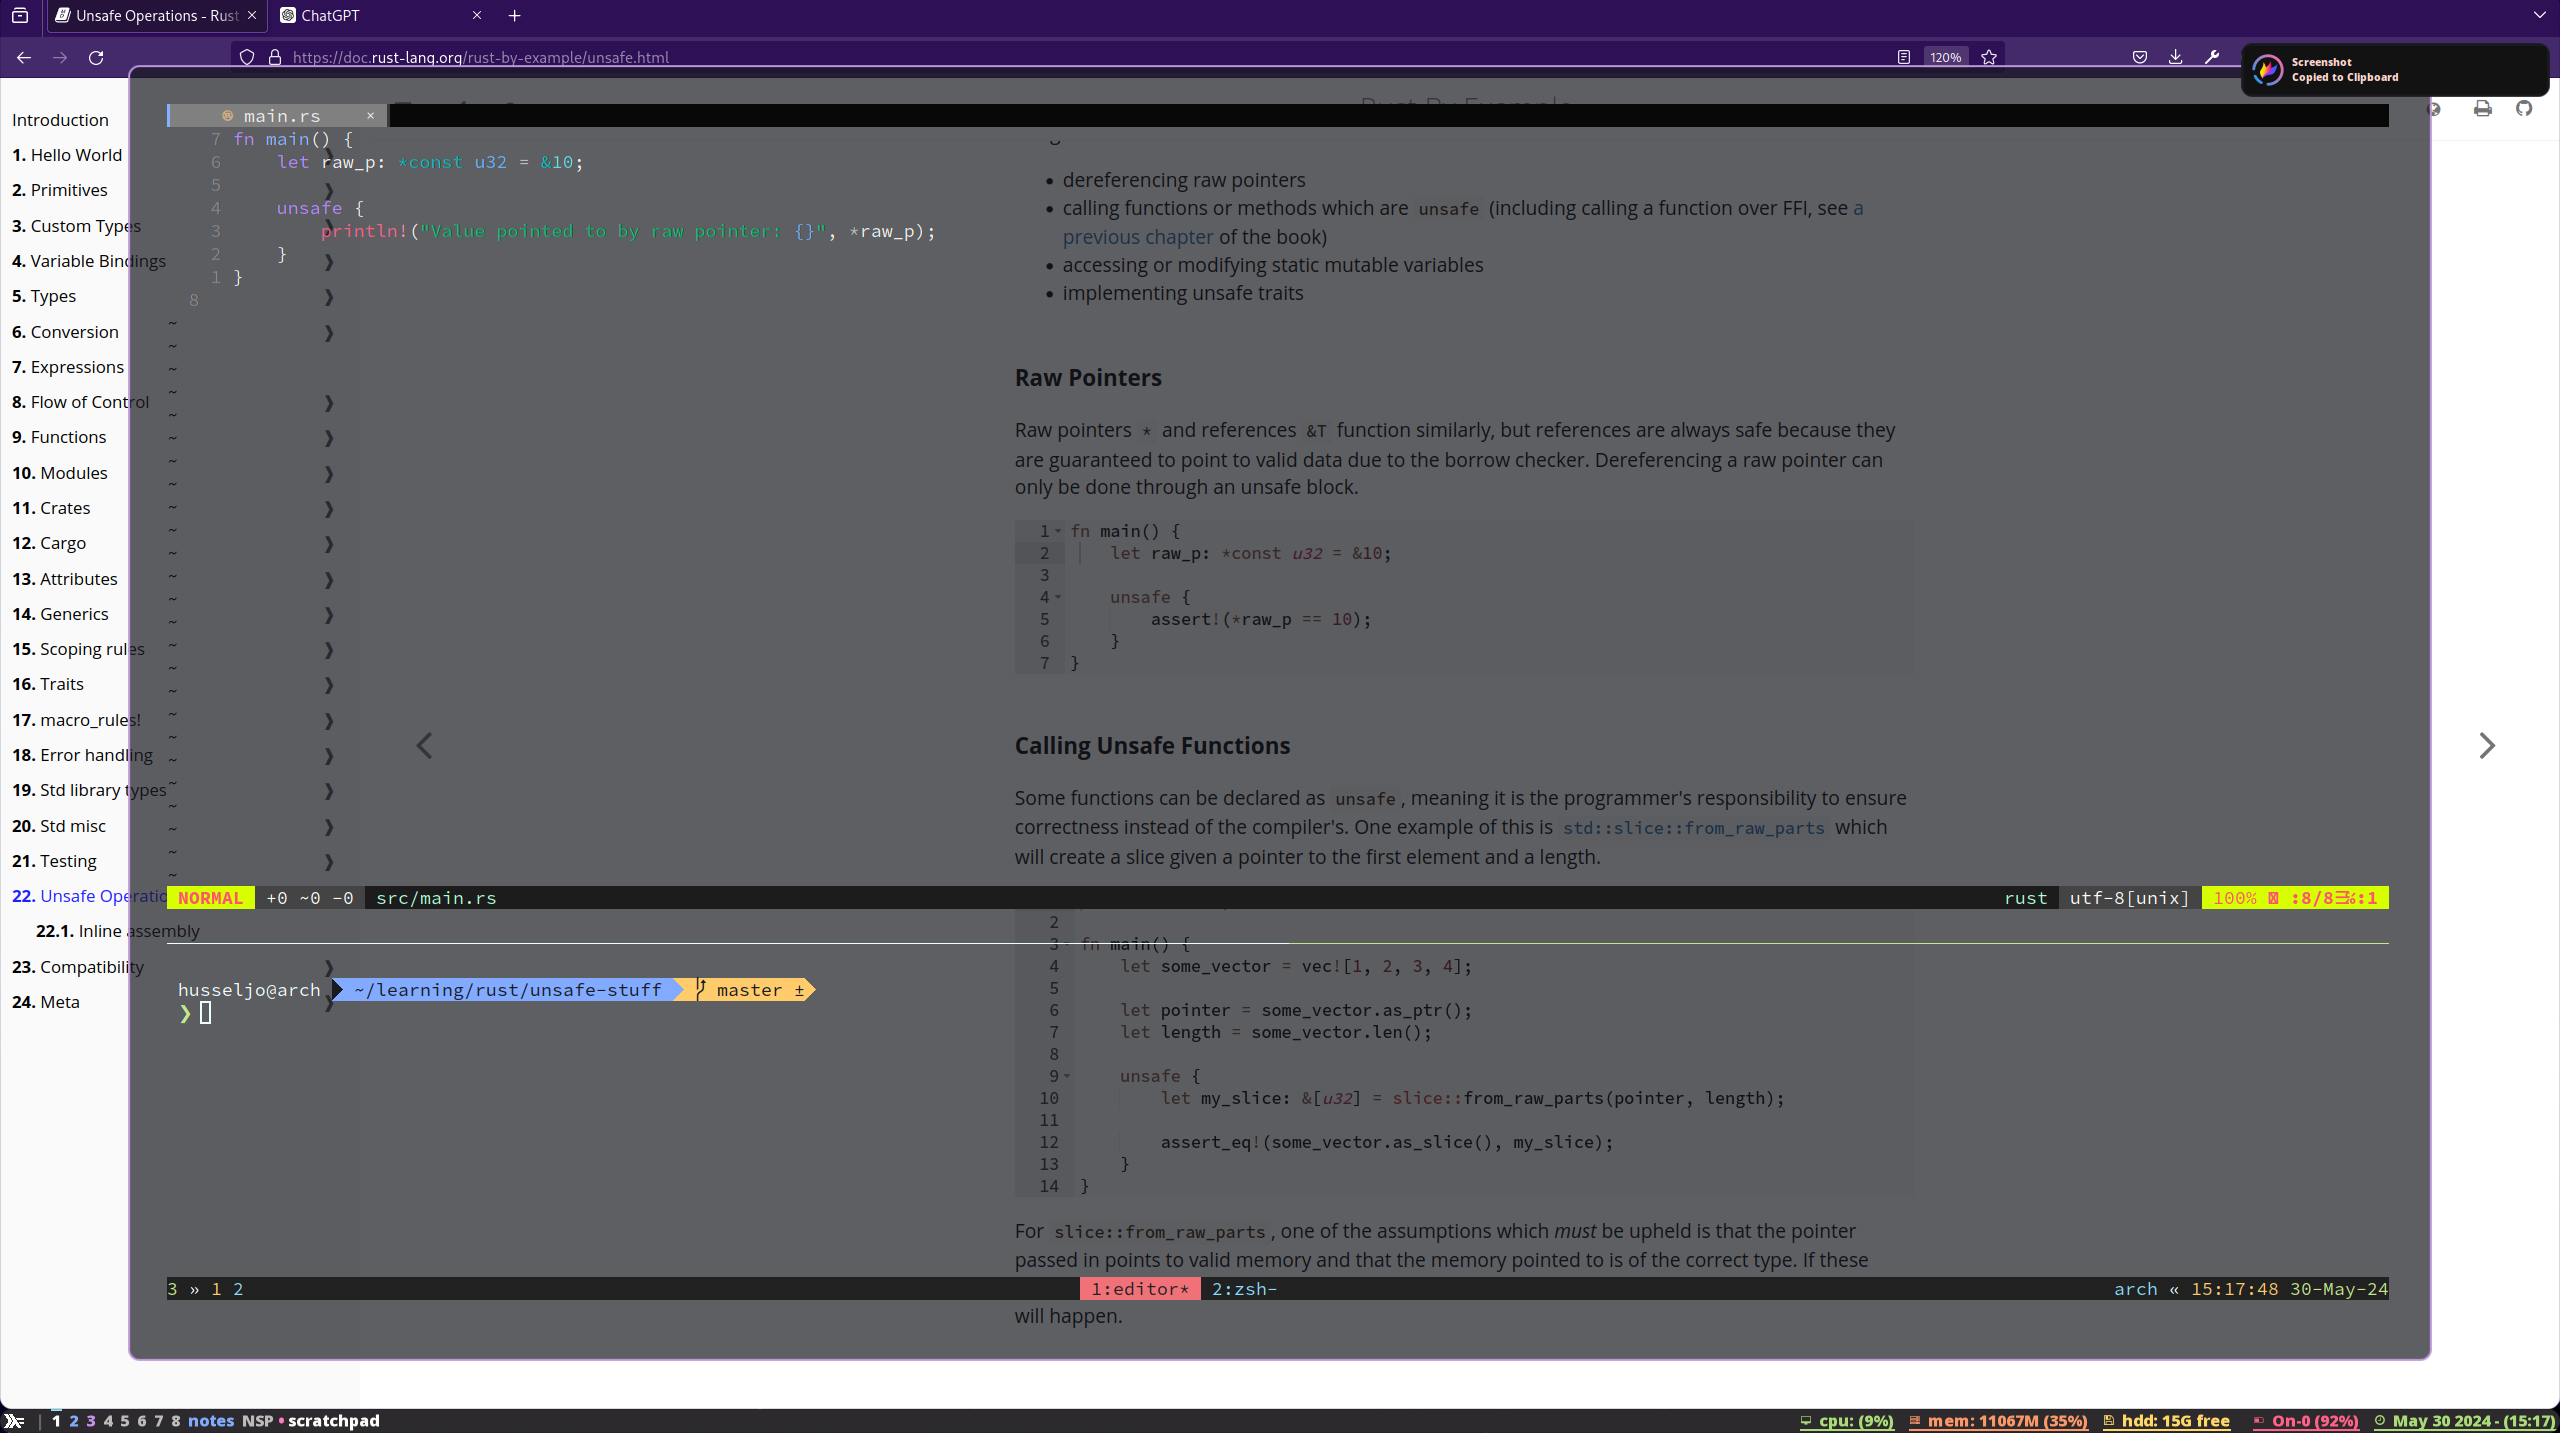 Unsafe Operations - Rust
ChatGPT
https://doc.rust-lang.org/rust-by-example/unsafe.html
120%
Screenshot
Copied to Clipboard
Rust By Example
Introduction
1. Hello World
2. Primitives
3. Custom Types
4. Variable Bindings
5. Types
6. Conversion
7. Expressions
8. Flow of Control
9. Functions
10. Modules
11. Crates
12. Cargo
13. Attributes
14. Generics
15. Scoping rules
16. Traits
17. macro_rules!
18. Error handling
19. Std library types
20. Std misc
21. Testing
22. Unsafe Operatio
22.1. Inline assembly
23. Compatibility
24. Meta
main.rs ×
7 fn main() {
6 let raw_p: *const u32 = &10;
5
4 unsafe {
3 println!("Value pointed to by raw pointer: {}", *raw_p);
2 }
1 }
8
NORMAL +0 ~0 -0 src/main.rs
rust utf-8[unix] 100% :8/8 :1
husseljo@arch ~/learning/rust/unsafe-stuff master ±
❯
3 » 1 2
1:editor* 2:zsh-
arch « 15:17:48 30-May-24
• dereferencing raw pointers
• calling functions or methods which are unsafe (including calling a function over FFI, see a
previous chapter of the book)
• accessing or modifying static mutable variables
• implementing unsafe traits
Raw Pointers
Raw pointers * and references &T function similarly, but references are always safe because they
are guaranteed to point to valid data due to the borrow checker. Dereferencing a raw pointer can
only be done through an unsafe block.
1 fn main() {
2 let raw_p: *const u32 = &10;
3
4 unsafe {
5 assert!(*raw_p == 10);
6 }
7 }
Calling Unsafe Functions
Some functions can be declared as unsafe, meaning it is the programmer's responsibility to ensure
correctness instead of the compiler's. One example of this is std::slice::from_raw_parts which
will create a slice given a pointer to the first element and a length.
2
3 fn main() {
4 let some_vector = vec![1, 2, 3, 4];
5
6 let pointer = some_vector.as_ptr();
7 let length = some_vector.len();
8
9 unsafe {
10 let my_slice: &[u32] = slice::from_raw_parts(pointer, length);
11
12 assert_eq!(some_vector.as_slice(), my_slice);
13 }
14 }
For slice::from_raw_parts, one of the assumptions which must be upheld is that the pointer
passed in points to valid memory and that the memory pointed to is of the correct type. If these
will happen.
1 2 3 4 5 6 7 8 notes NSP • scratchpad
cpu: (9%) mem: 11067M (35%) hdd: 15G free On-0 (92%) May 30 2024 - (15:17)